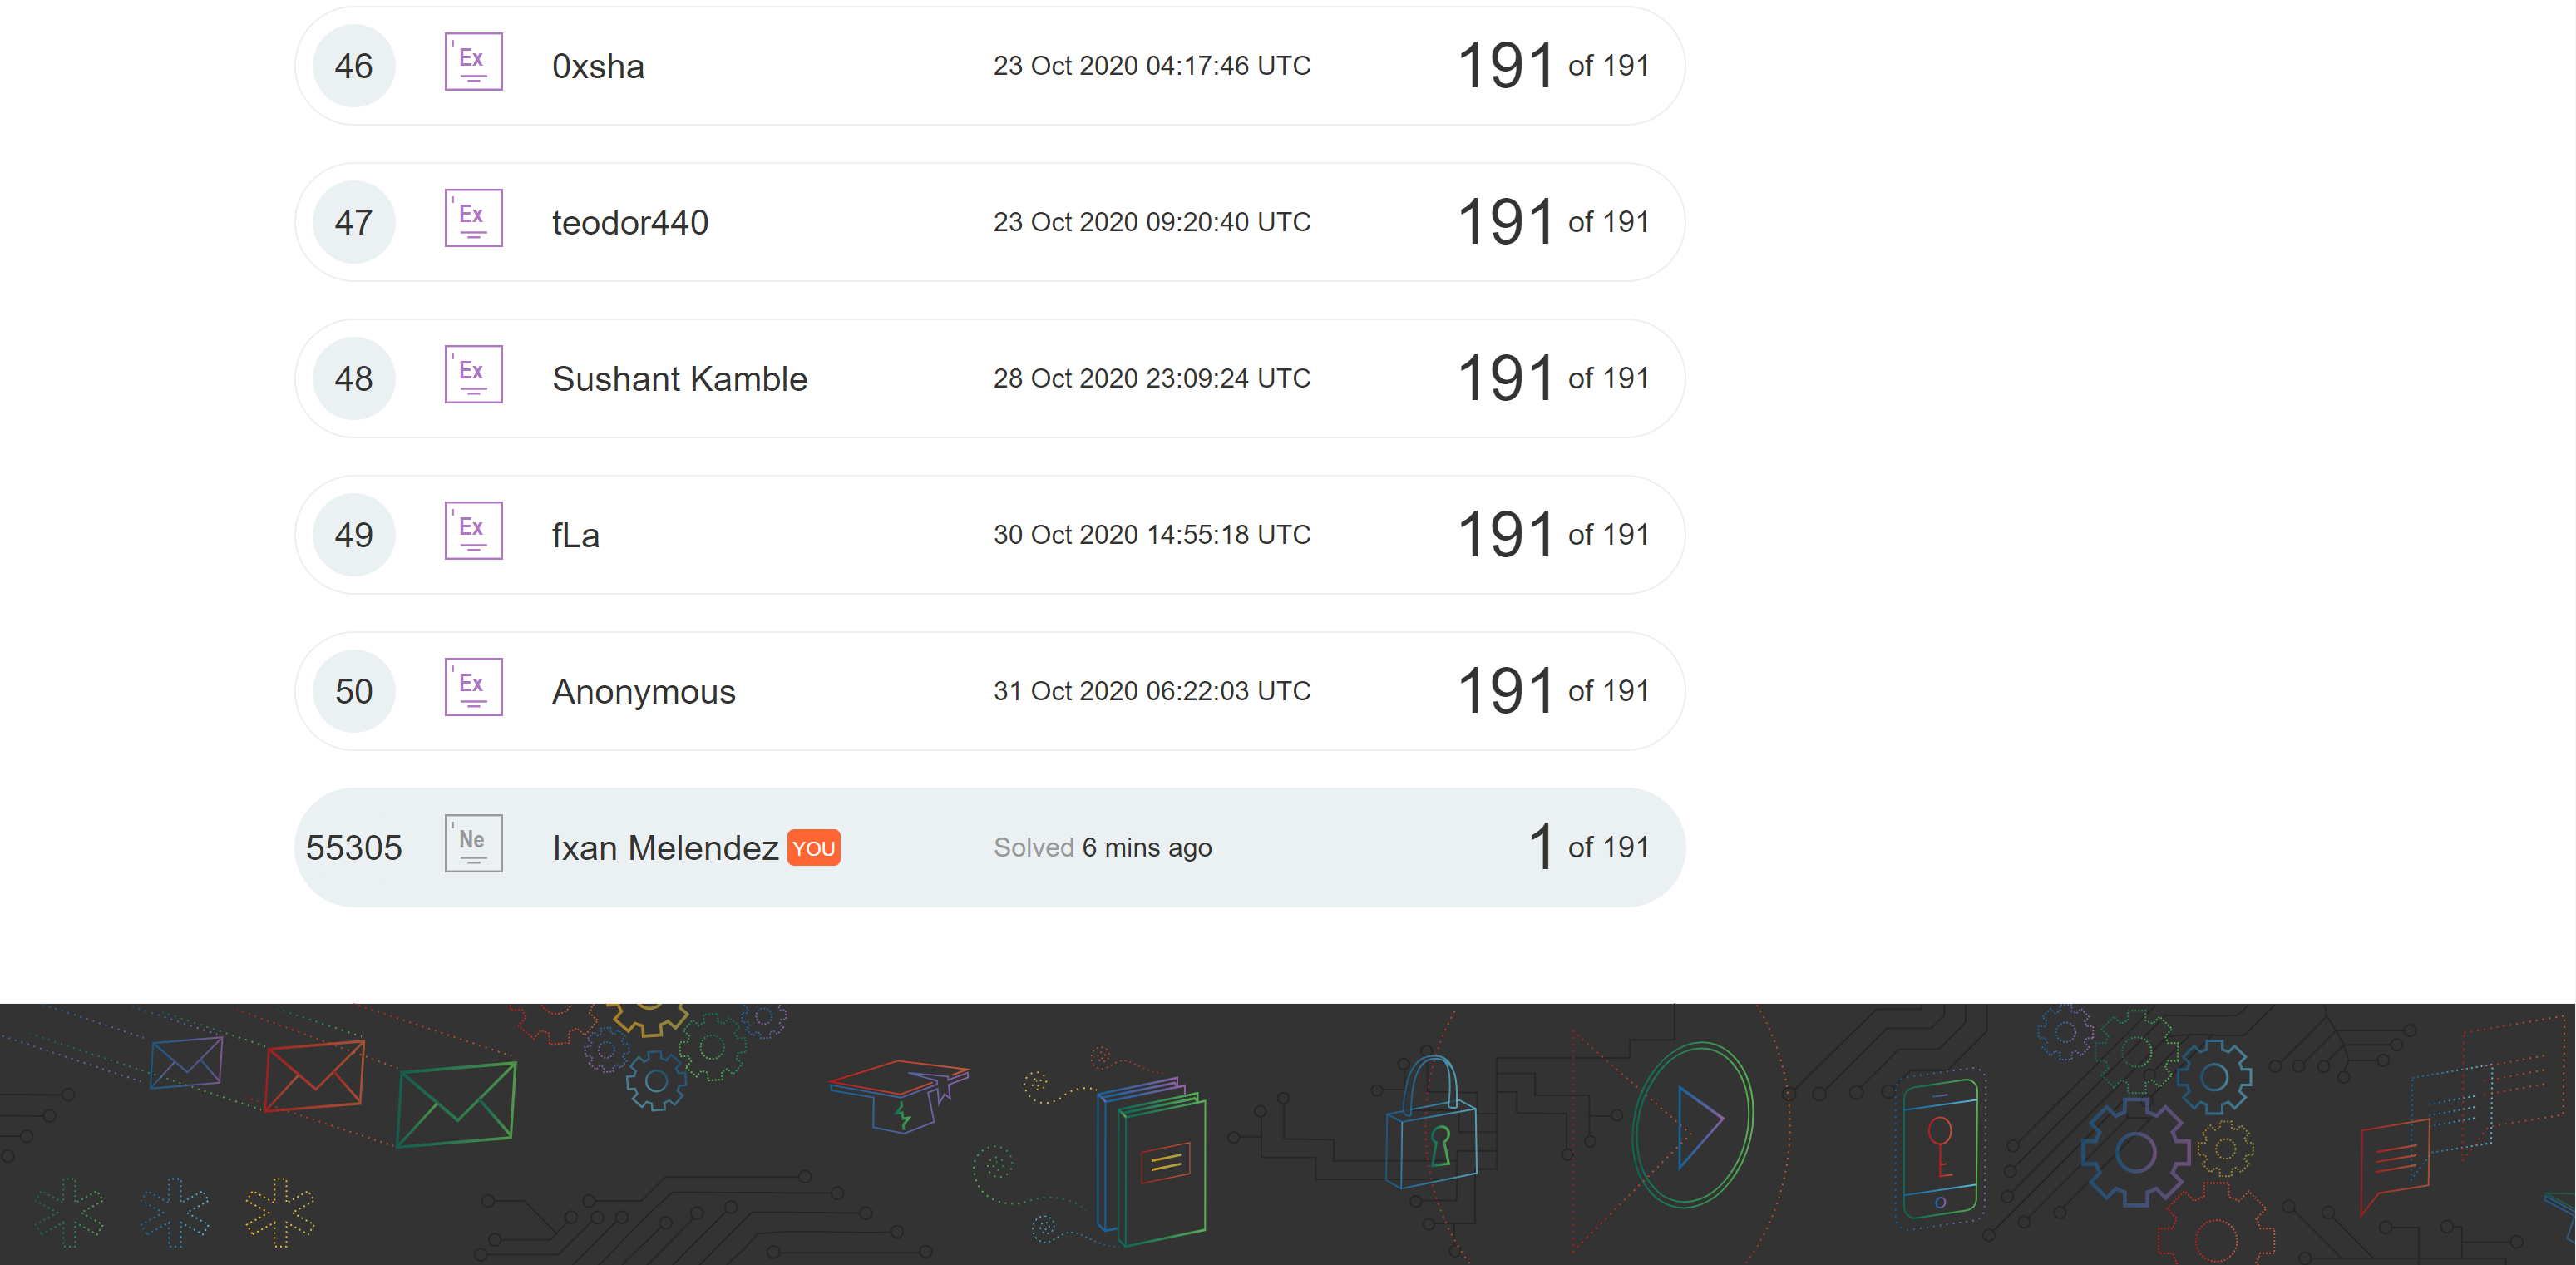 46 Ex 0xsha 23 Oct 2020 04:17:46 UTC 191 of 191
47 Ex teodor440 23 Oct 2020 09:20:40 UTC 191 of 191
48 Ex Sushant Kamble 28 Oct 2020 23:09:24 UTC 191 of 191
49 Ex fLa 30 Oct 2020 14:55:18 UTC 191 of 191
50 Ex Anonymous 31 Oct 2020 06:22:03 UTC 191 of 191
55305 Ne Ixan Melendez YOU Solved 6 mins ago 1 of 191